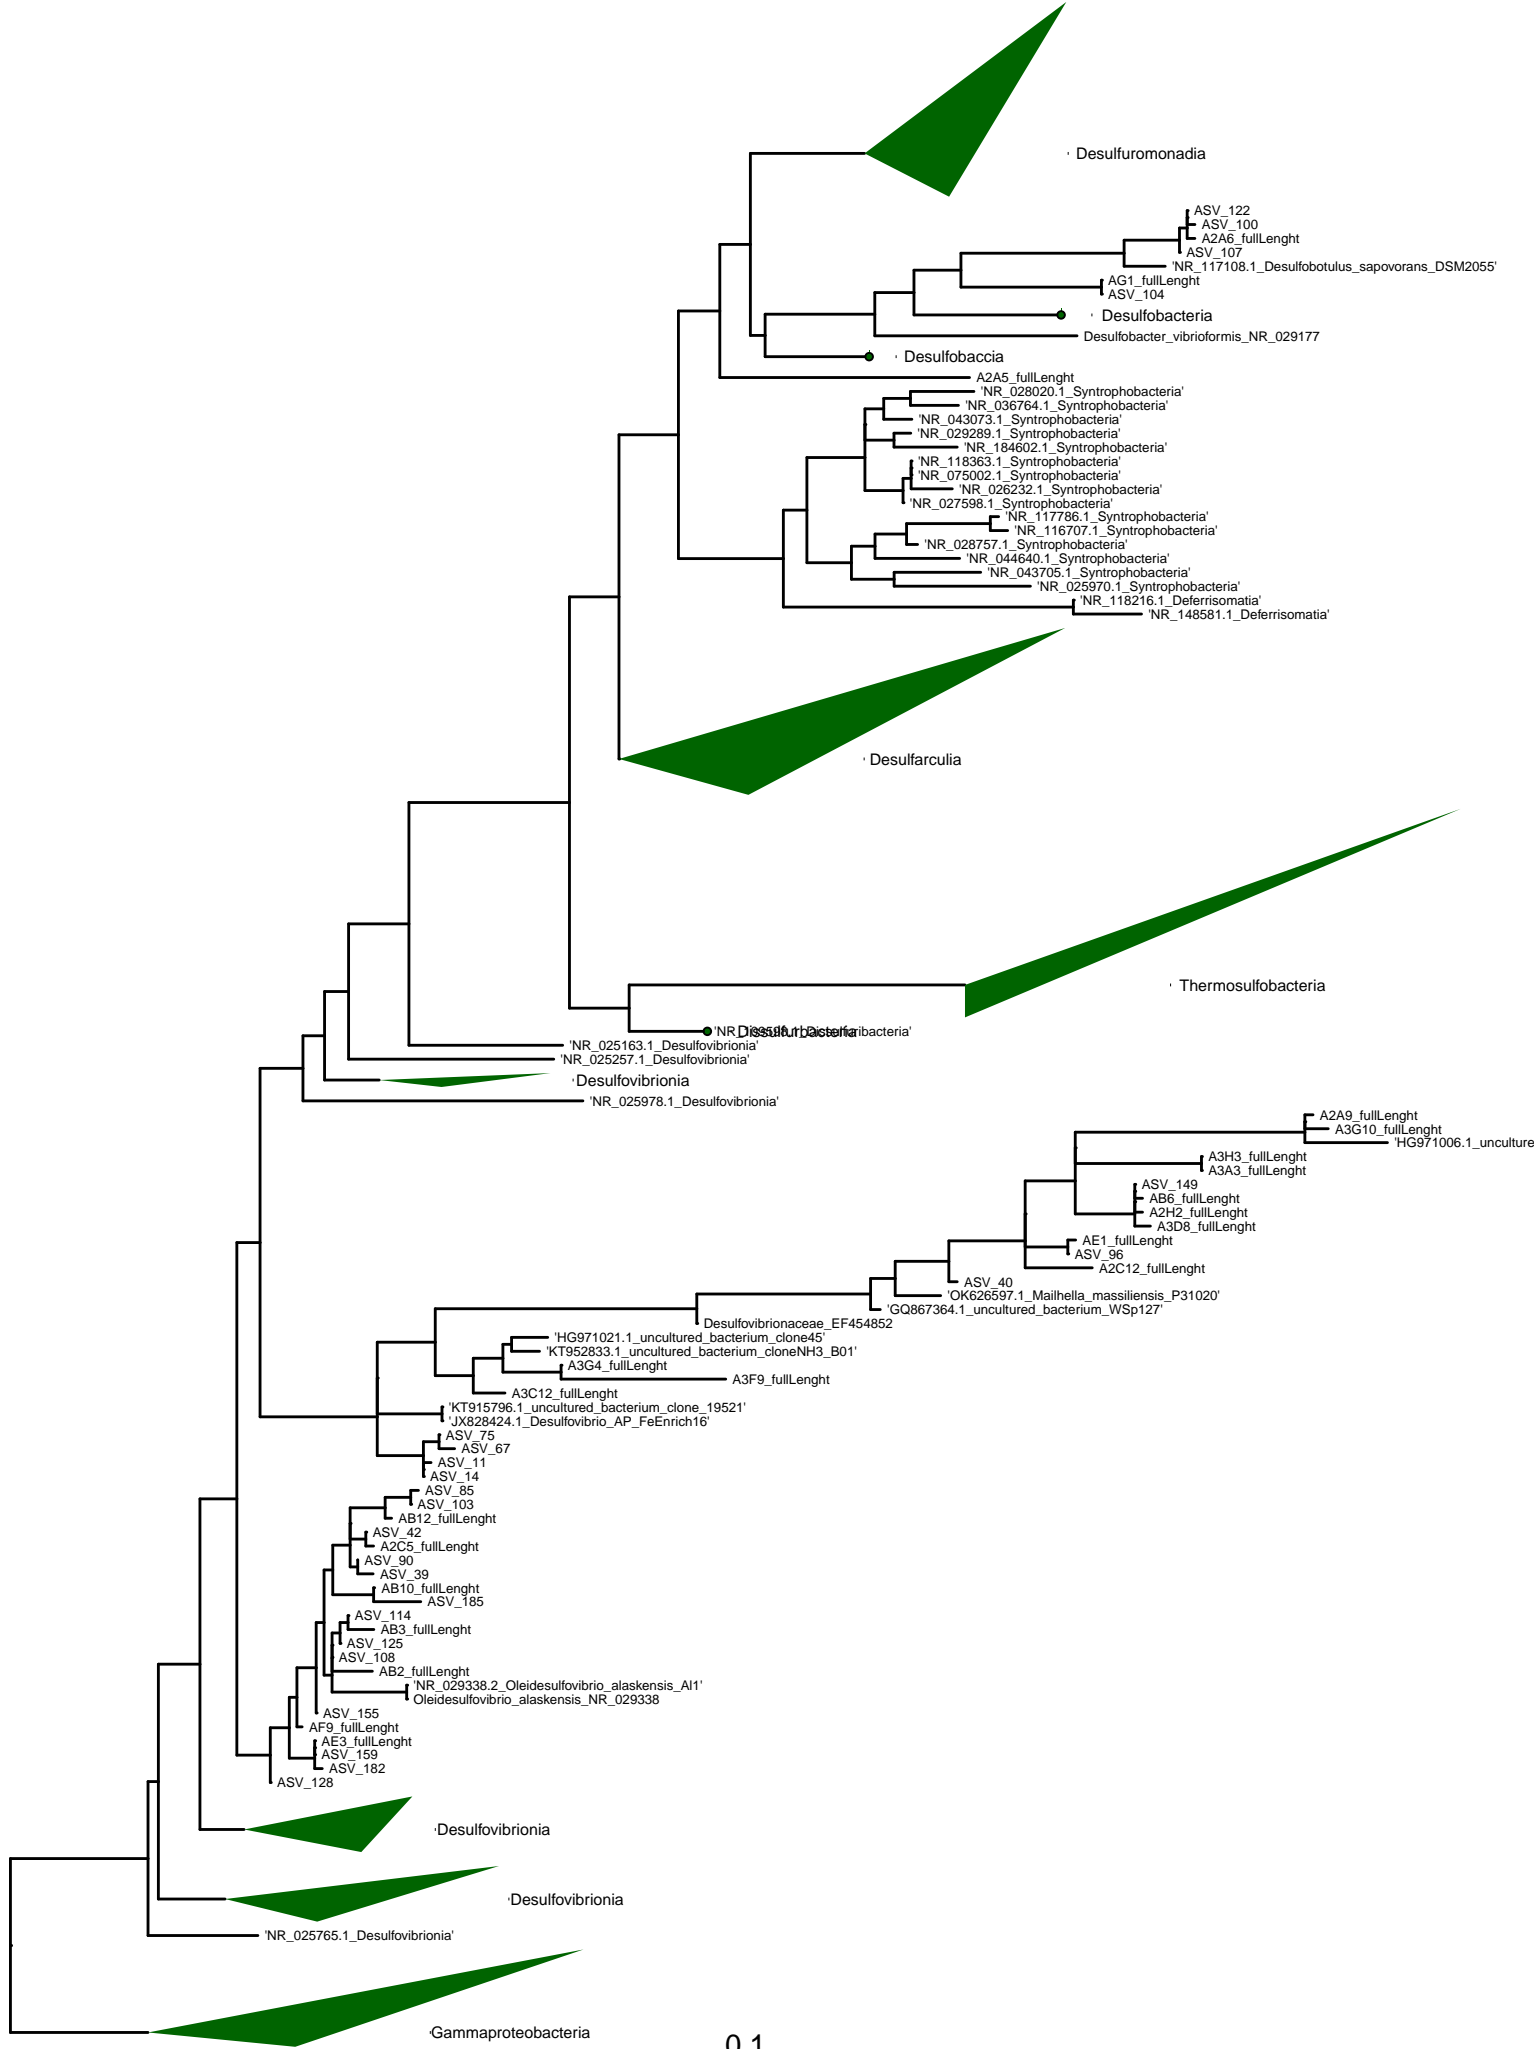 Desulfuromonadia
ASV_122
ASV_100
A2A6_fullLenght
ASV_107
'NR_117108.1_Desulfobotulus_sapovorans_DSM2055'
AG1_fullLenght
ASV_104
Desulfobacteria
Desulfobacter_vibrioformis_NR_029177
Desulfobaccia
A2A5_fullLenght
'NR_028020.1_Syntrophobacteria'
'NR_036764.1_Syntrophobacteria'
'NR_043073.1_Syntrophobacteria'
'NR_029289.1_Syntrophobacteria'
'NR_184602.1_Syntrophobacteria'
'NR_118363.1_Syntrophobacteria'
'NR_075002.1_Syntrophobacteria'
'NR_026232.1_Syntrophobacteria'
'NR_027598.1_Syntrophobacteria'
'NR_117786.1_Syntrophobacteria'
'NR_116707.1_Syntrophobacteria'
'NR_028757.1_Syntrophobacteria'
'NR_044640.1_Syntrophobacteria'
'NR_043705.1_Syntrophobacteria'
'NR_025970.1_Syntrophobacteria'
'NR_118216.1_Deferrisomatia'
'NR_148581.1_Deferrisomatia'
Desulfarculia
Thermosulfobacteria
'NR_025163.1_Desulfovibrionia'
'NR_025257.1_Desulfovibrionia'
Desulfovibrionia
'NR_025978.1_Desulfovibrionia'
A2A9_fullLenght
A3G10_fullLenght
'HG971006.1_unculture
A3H3_fullLenght
A3A3_fullLenght
ASV_149
AB6_fullLenght
A2H2_fullLenght
A3D8_fullLenght
AE1_fullLenght
ASV_96
A2C12_fullLenght
ASV_40
'OK626597.1_Mailhella_massiliensis_P31020'
'GQ867364.1_uncultured_bacterium_WSp127'
Desulfovibrionaceae_EF454852
'HG971021.1_uncultured_bacterium_clone45'
'KT952833.1_uncultured_bacterium_cloneNH3_B01'
A3G4_fullLenght
A3F9_fullLenght
A3C12_fullLenght
'KT915796.1_uncultured_bacterium_clone_19521'
'JX828424.1_Desulfovibrio_AP_FeEnrich16'
ASV_75
ASV_67
ASV_11
ASV_14
ASV_85
ASV_103
AB12_fullLenght
ASV_42
A2C5_fullLenght
ASV_90
ASV_39
AB10_fullLenght
ASV_185
ASV_114
AB3_fullLenght
ASV_125
ASV_108
AB2_fullLenght
'NR_029338.2_Oleidesulfovibrio_alaskensis_Al1'
Oleidesulfovibrio_alaskensis_NR_029338
ASV_155
AF9_fullLenght
AE3_fullLenght
ASV_159
ASV_182
ASV_128
Desulfovibrionia
Desulfovibrionia
'NR_025765.1_Desulfovibrionia'
Gammaproteobacteria
0.1